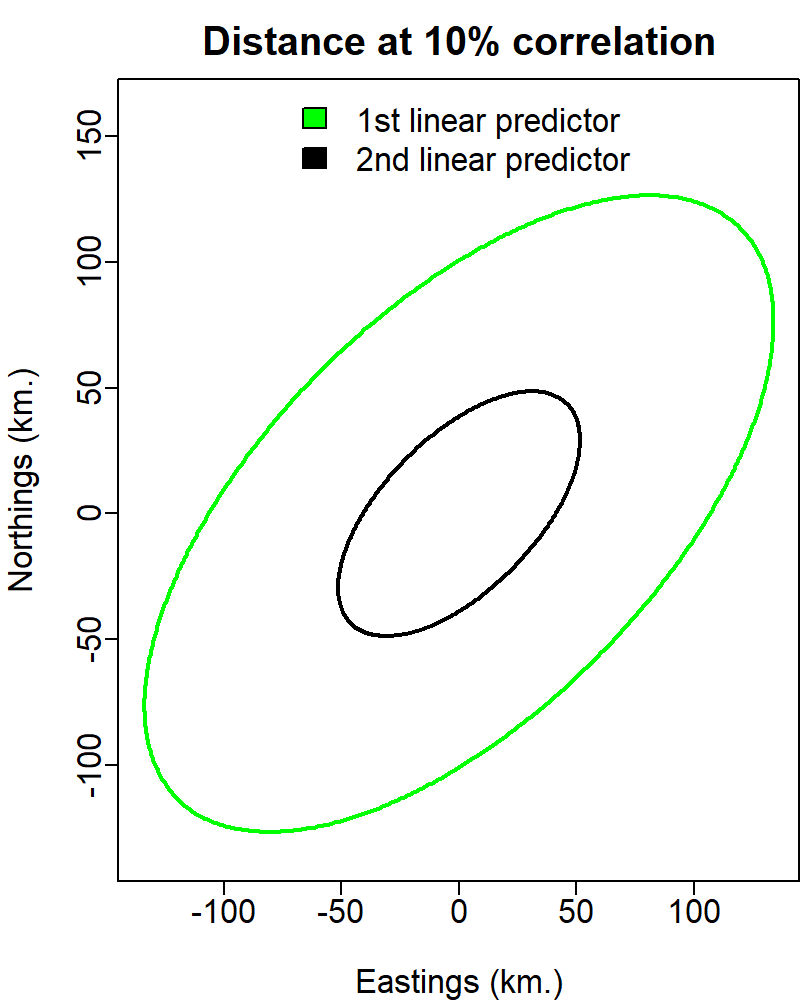 Distance at 10% correlation
1st linear predictor
2nd linear predictor
150
100
50
0
-50
-100
Northings (km.)
-100 -50 0 50 100
Eastings (km.)